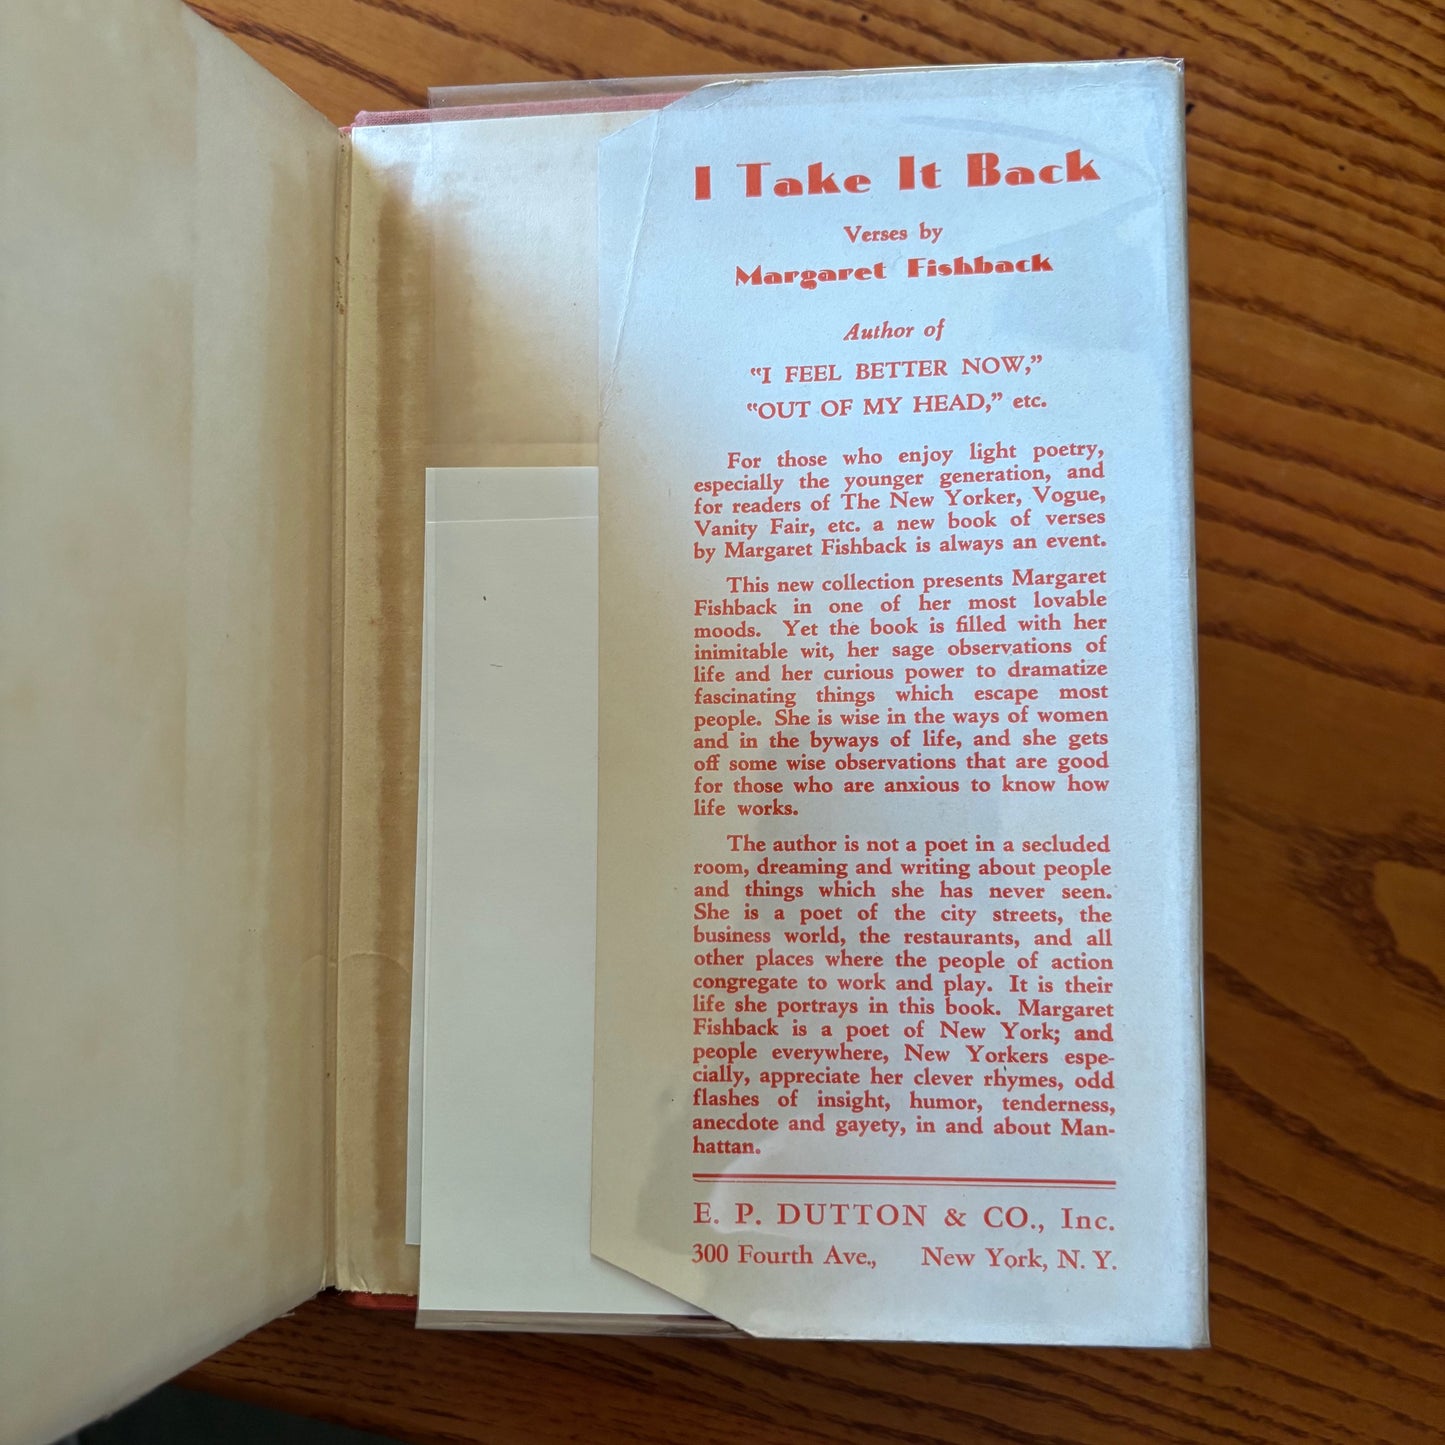 I Take It Back
Verses by
Margaret Fishback
Author of
“I FEEL BETTER NOW,”
“OUT OF MY HEAD,” etc.
For those who enjoy light poetry,
especially the younger generation, and
for readers of The New Yorker, Vogue,
Vanity Fair, etc. a new book of verses
by Margaret Fishback is always an event.
This new collection presents Margaret
Fishback in one of her most lovable
moods. Yet the book is filled with her
inimitable wit, her sage observations of
life and her curious power to dramatize
fascinating things which escape most
people. She is wise in the ways of women
and in the byways of life, and she gets
off some wise observations that are good
for those who are anxious to know how
life works.
The author is not a poet in a secluded
room, dreaming and writing about people
and things which she has never seen.
She is a poet of the city streets, the
business world, the restaurants, and all
other places where the people of action
congregate to work and play. It is their
life she portrays in this book. Margaret
Fishback is a poet of New York; and
people everywhere, New Yorkers espe-
cially, appreciate her clever rhymes, odd
flashes of insight, humor, tenderness,
anecdote and gayety, in and about Man-
hattan.
E. P. DUTTON & CO., Inc.
300 Fourth Ave., New York, N. Y.